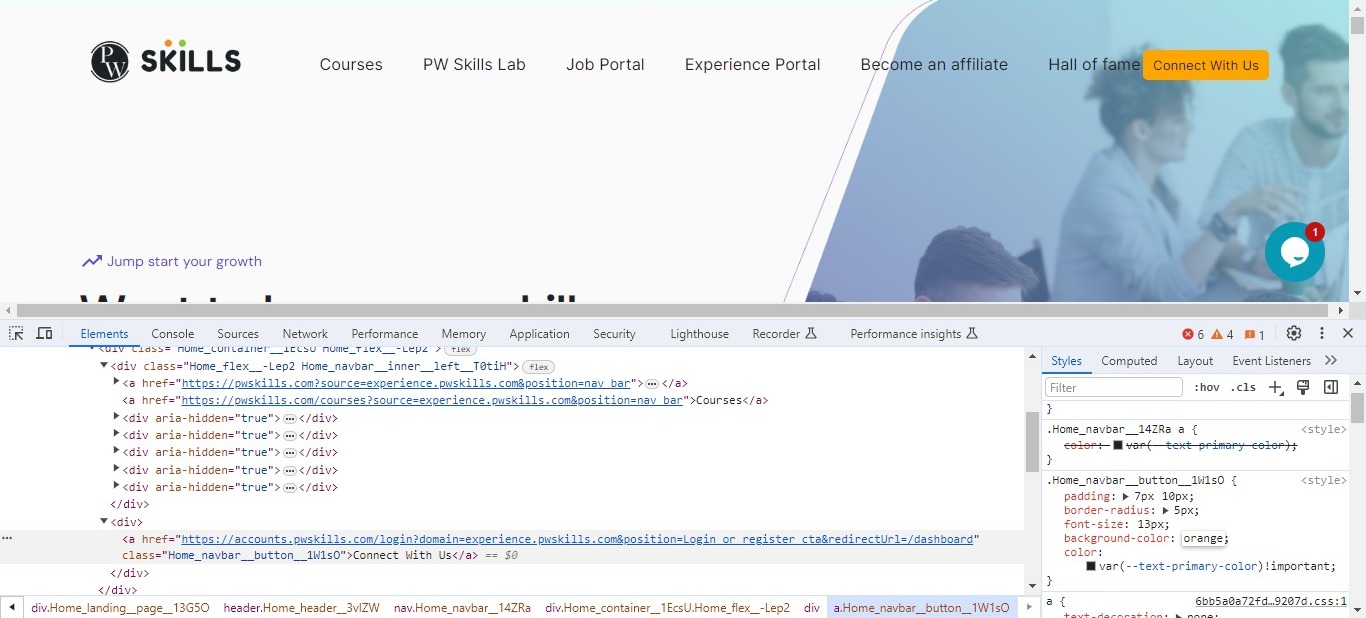 PW SKILLS
Courses PW Skills Lab Job Portal Experience Portal Become an affiliate Hall of fame Connect With Us
Jump start your growth
1
Elements Console Sources Network Performance Memory Application Security Lighthouse Recorder Performance insights 6 4 1
<div class="Home_container__1EcsU Home_flex__-Lep2"> flex
<div class="Home_flex__-Lep2 Home_navbar__inner__left__T0tiH"> flex
<a href="https://pwskills.com?source=experience.pwskills.com&position=nav_bar">…</a>
<a href="https://pwskills.com/courses?source=experience.pwskills.com&position=nav_bar">Courses</a>
<div aria-hidden="true">…</div>
<div aria-hidden="true">…</div>
<div aria-hidden="true">…</div>
<div aria-hidden="true">…</div>
<div aria-hidden="true">…</div>
</div>
<div>
… <a href="https://accounts.pwskills.com/login?domain=experience.pwskills.com&position=Login_or_register_cta&redirectUrl=/dashboard"
class="Home_navbar__button__1W1sO">Connect With Us</a> == $0
</div>
</div>
div.Home_landing__page__13G5O header.Home_header__3vIZW nav.Home_navbar__14ZRa div.Home_container__1EcsU.Home_flex__-Lep2 div a.Home_navbar__button__1W1sO
Styles Computed Layout Event Listeners
Filter :hov .cls
}
.Home_navbar__14ZRa a { <style>
color: var(--text-primary-color);
}
.Home_navbar__button__1W1sO { <style>
padding: 7px 10px;
border-radius: 5px;
font-size: 13px;
background-color: orange;
color:
var(--text-primary-color)!important;
}
a { 6bb5a0a72fd…9207d.css:1
text-decoration: none;